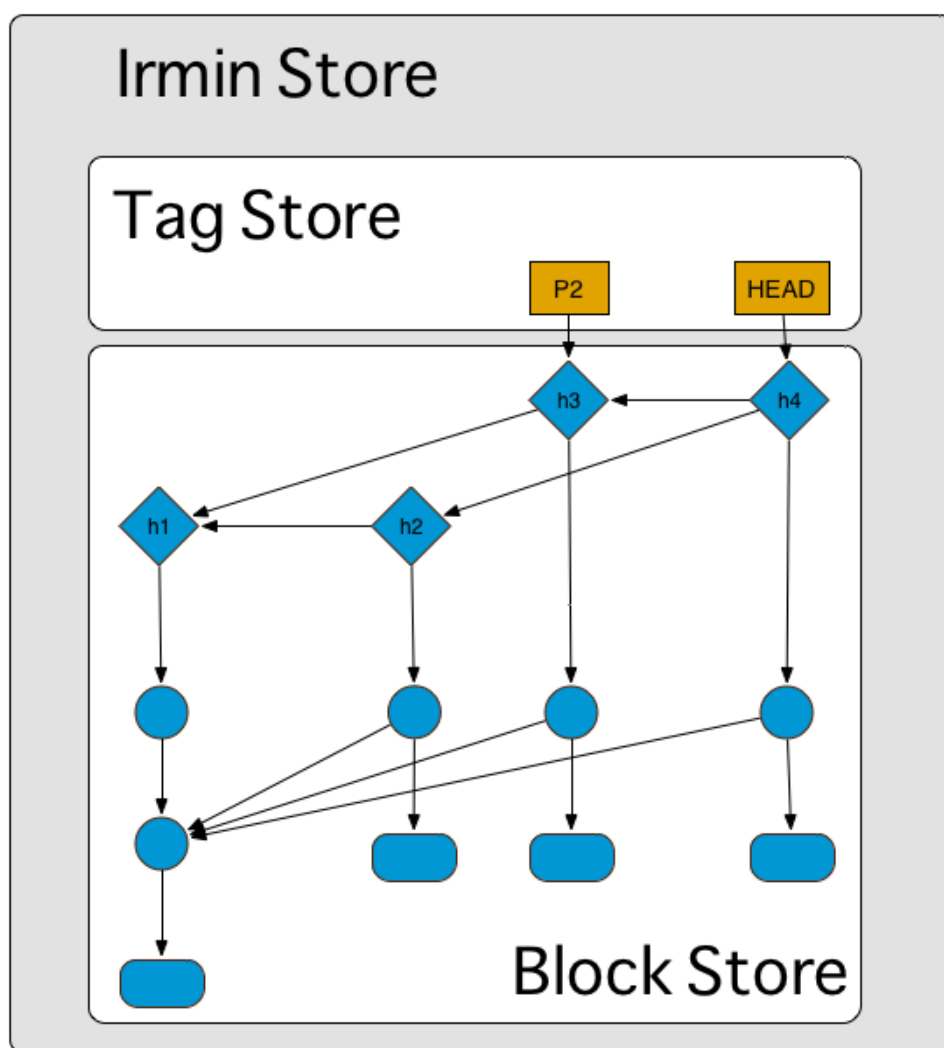 Irmin Store
Tag Store
P2 HEAD
h3 h4
h1 h2
Block Store